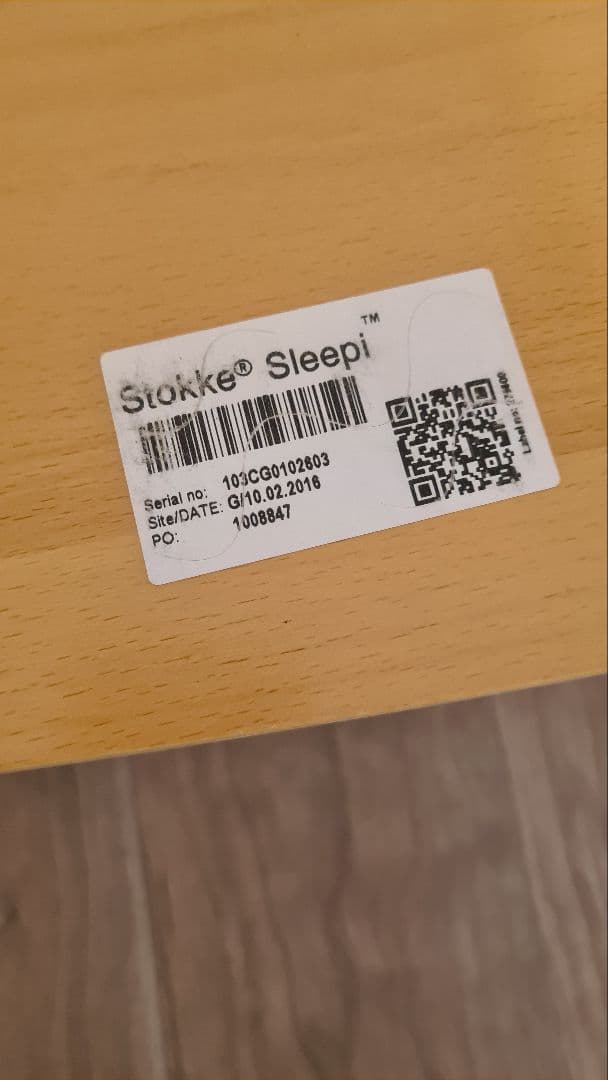 Stokke® Sleepi™
Serial no: 103CG0102603
Site/DATE: G/10.02.2016
PO: 1008847